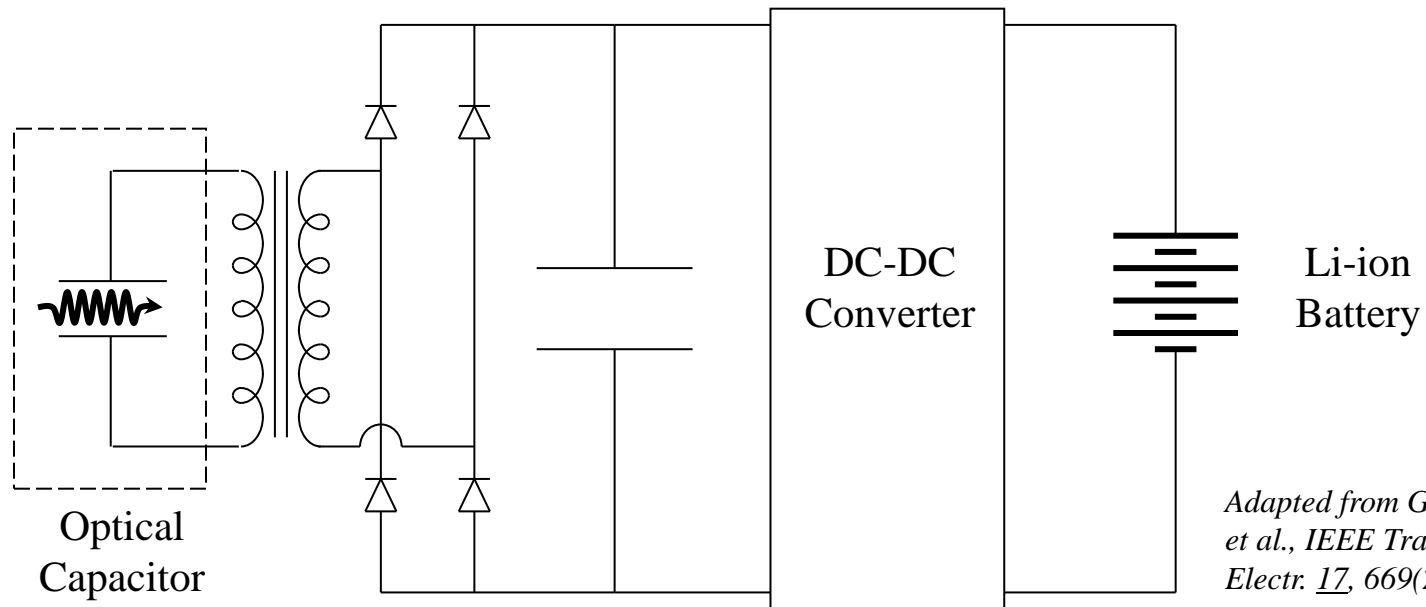 DC-DC
Converter
Li-ion
Battery
Optical
Capacitor
Adapted from G
et al., IEEE Tra
Electr. 17, 669(